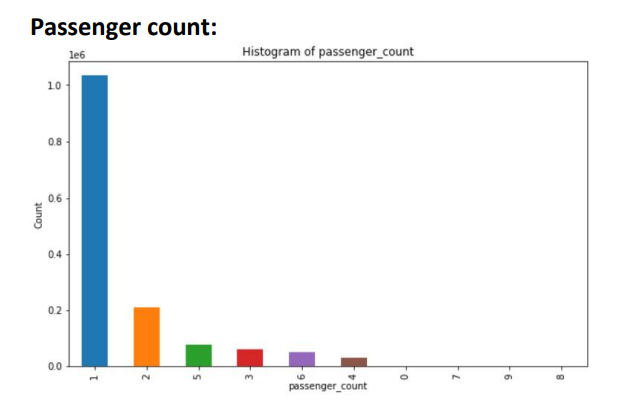 Passenger count:
Histogram of passenger_count
1e6
1.0
0.8
0.6
0.4
0.2
0.0
Count
1 2 5 3 6 4 0 7 9 8
passenger_count